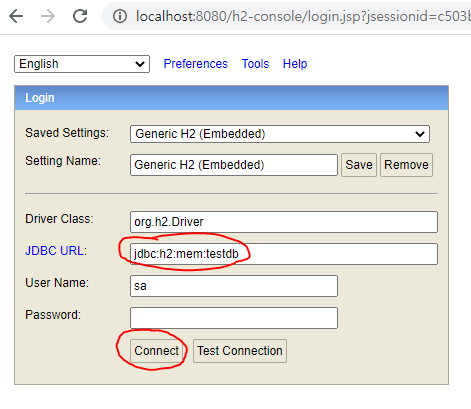 localhost:8080/h2-console/login.jsp?jsessionid=c503b
English Preferences Tools Help
Login
Saved Settings: Generic H2 (Embedded)
Setting Name: Generic H2 (Embedded) Save Remove
Driver Class: org.h2.Driver
JDBC URL: jdbc:h2:mem:testdb
User Name: sa
Password:
Connect Test Connection